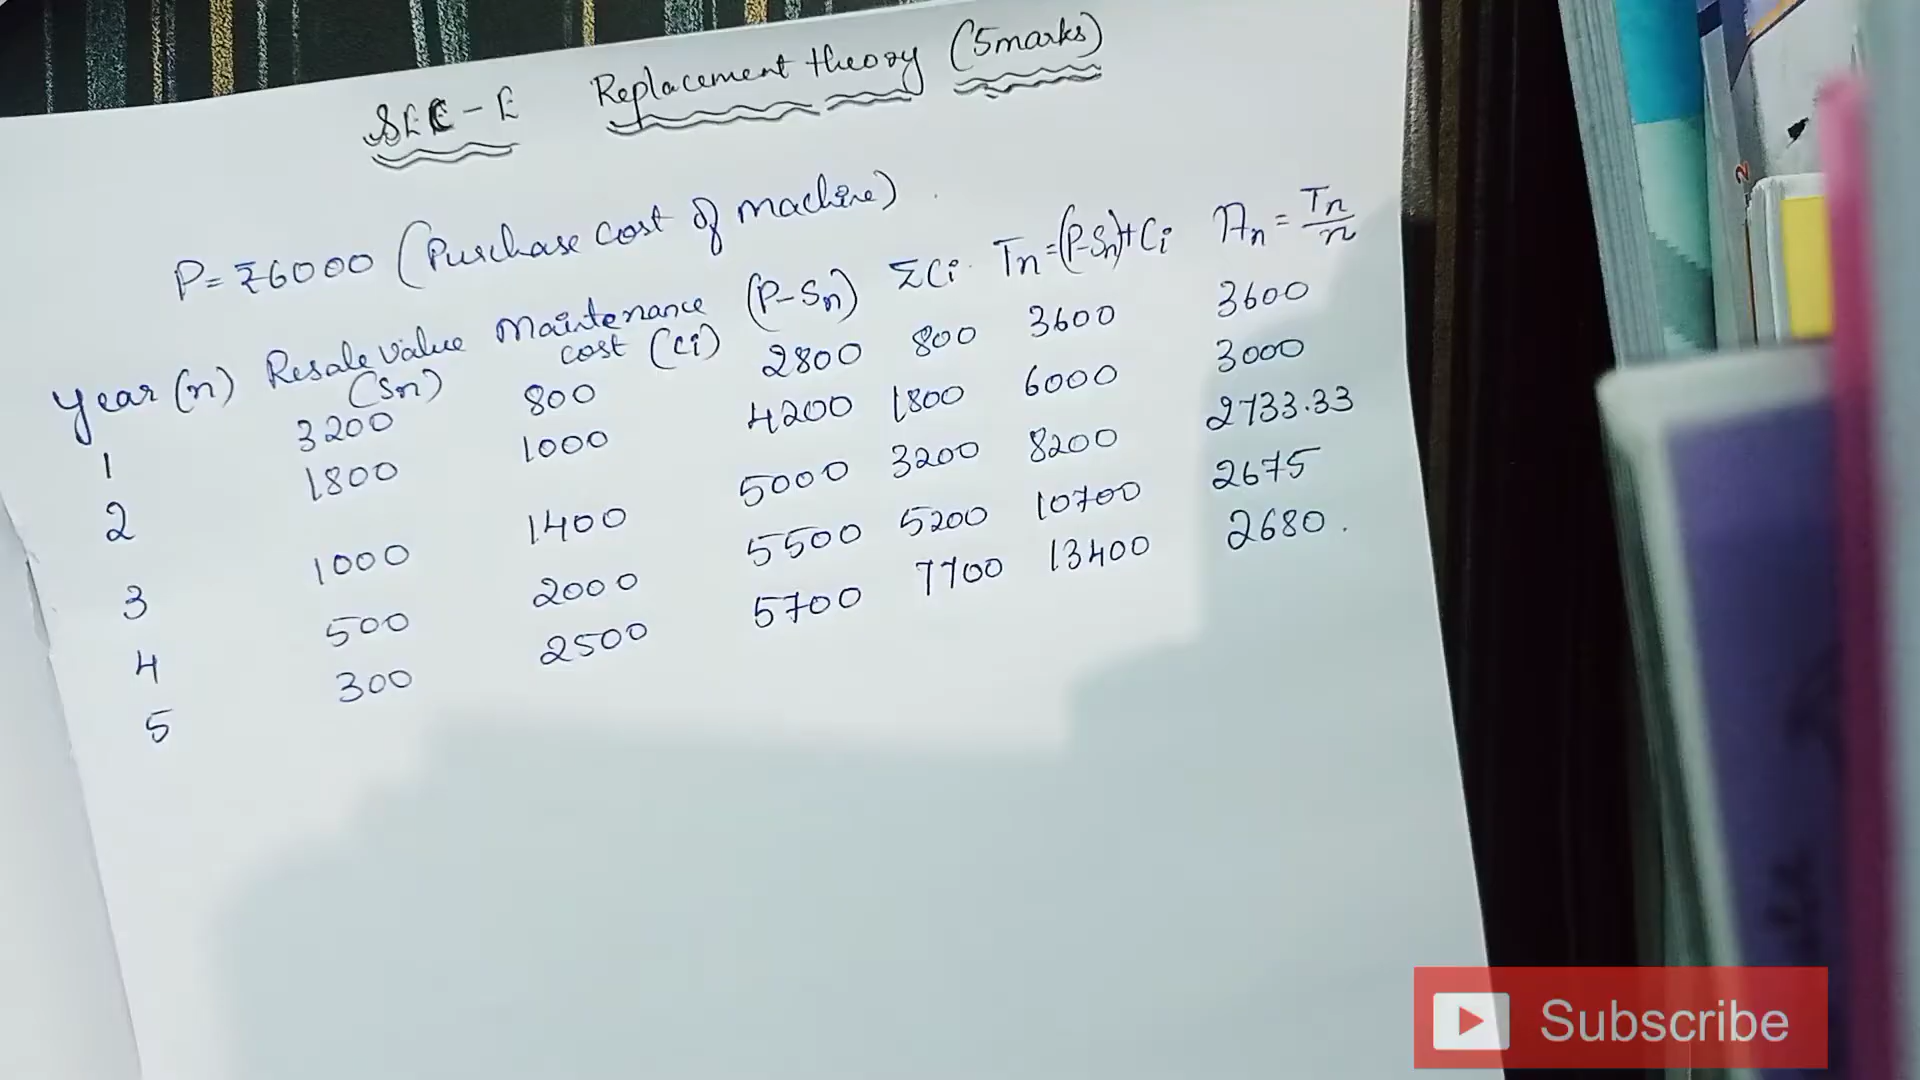 SEC - E Replacement theory (5marks)
P= ₹6000 (Purchase cost of machine)
Year (n) Resale value (Sn) Maintenance cost (Ci) (P-Sn) ΣCi Tn=(P-Sn)+Ci An = Tn/n
1 3200 800 2800 800 3600 3600
2 1800 1000 4200 1800 6000 3000
3 1000 1400 5000 3200 8200 2733.33
4 500 2000 5500 5200 10700 2675
5 300 2500 5700 7700 13400 2680.
Subscribe